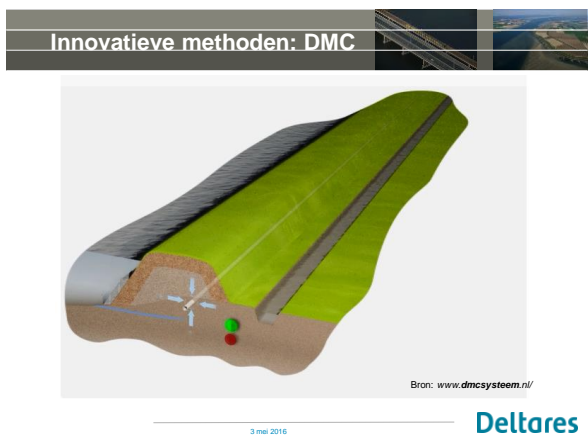 Innovatieve methoden: DMC
Bron: www.dmcsysteem.nl/
3 mei 2016
Deltares